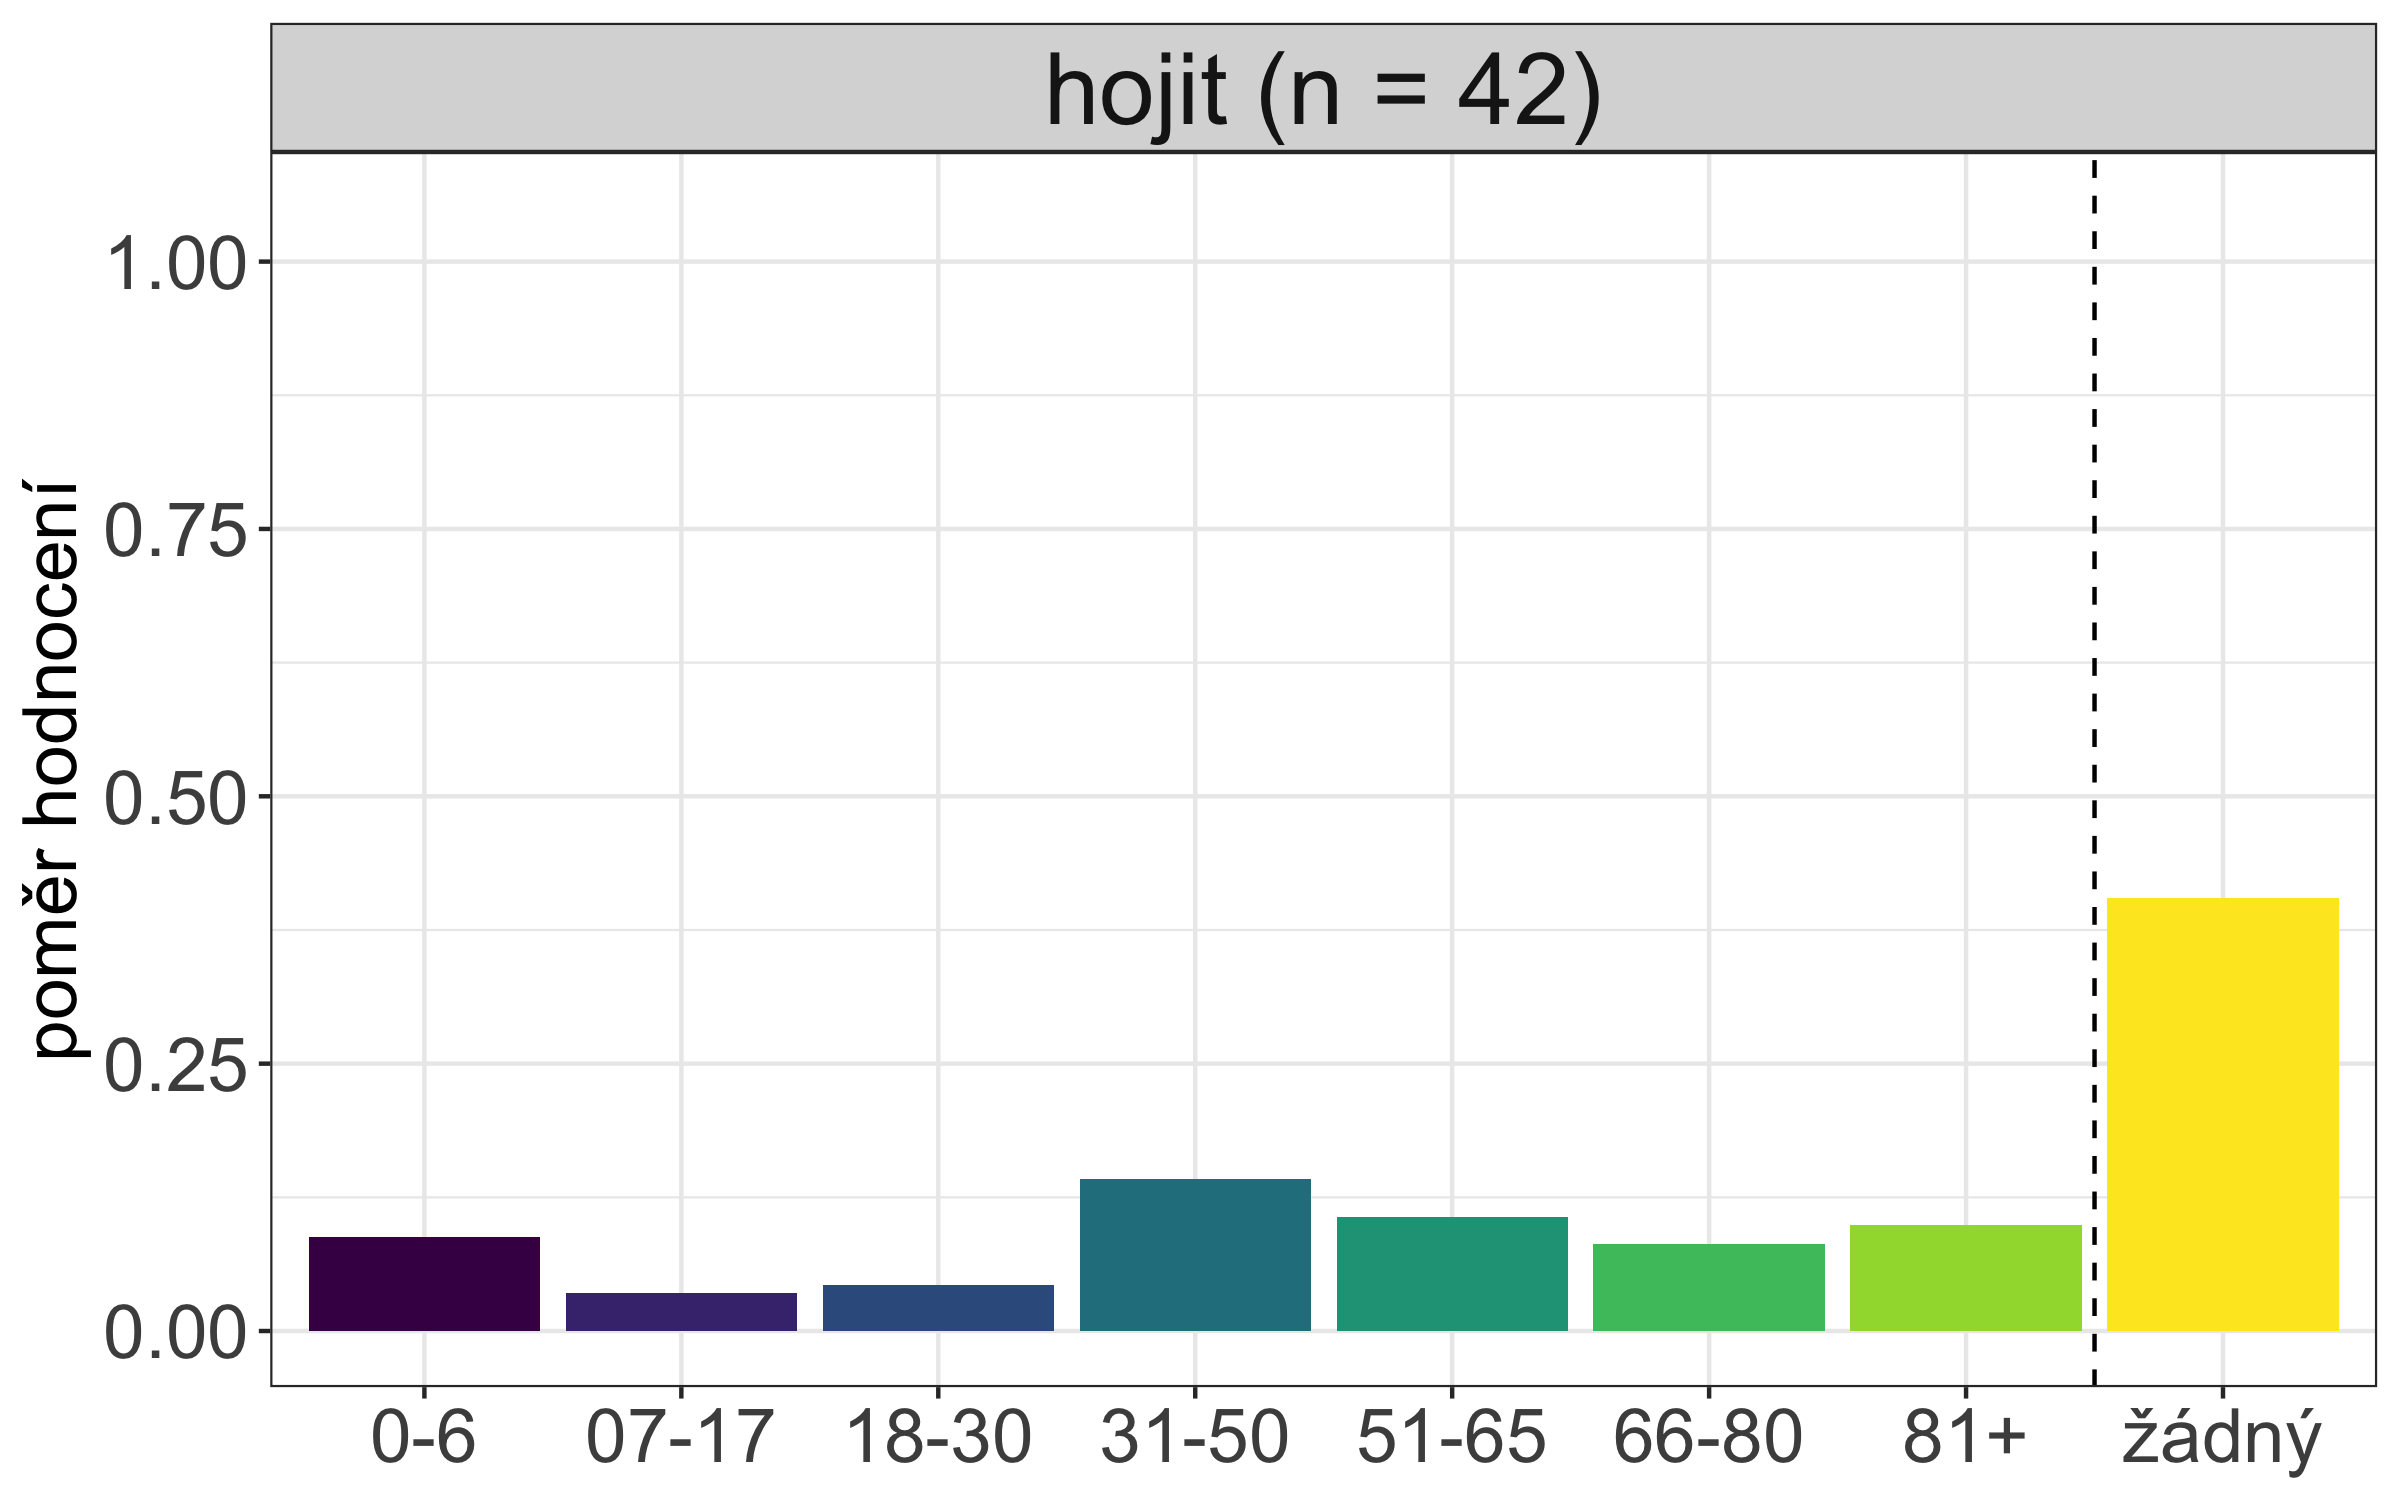 hojit (n = 42)
poměr hodnocení
1.00
0.75
0.50
0.25
0.00
0-6 07-17 18-30 31-50 51-65 66-80 81+ žádný